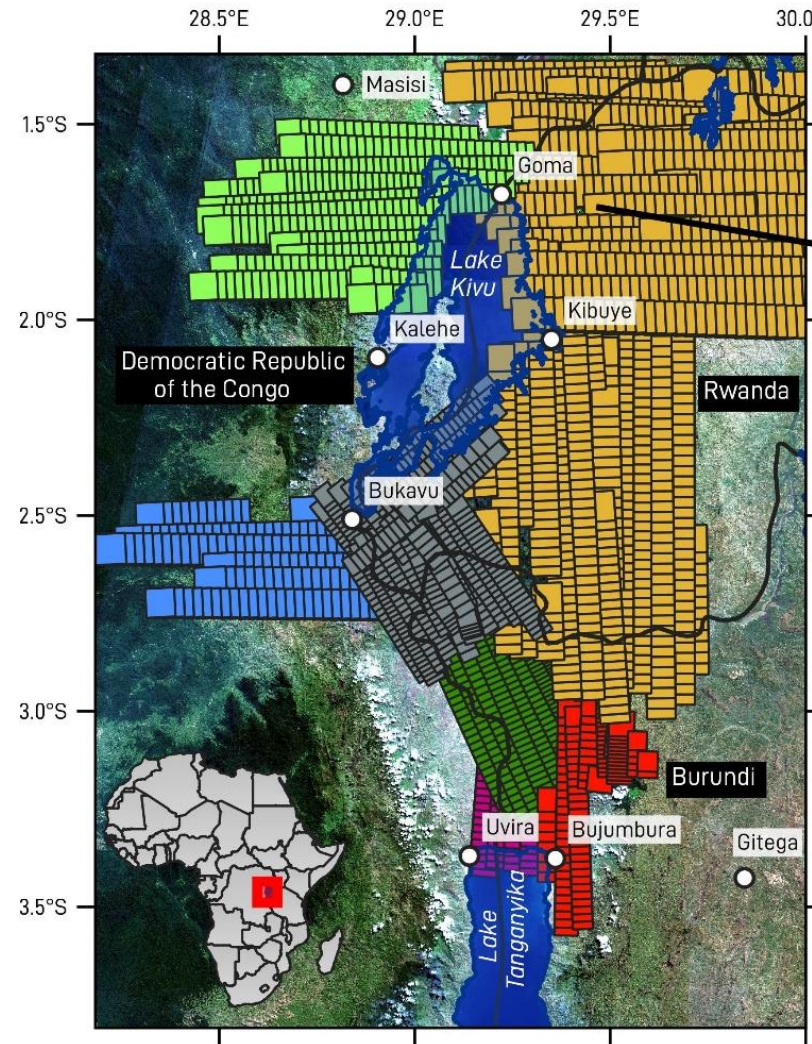 28.5°E
29.0°E
29.5°E
30.0
Masisi
1.5°S
Goma
Lake
Kivu
2.0°S
Kibuye
Kalehe
Democratic Republic
of the Congo
Rwanda
Bukavu
2.5°S
3.0°S
Burundi
Uvira
Bujumbura
Gitega
3.5°S
Lake
Tanganyika